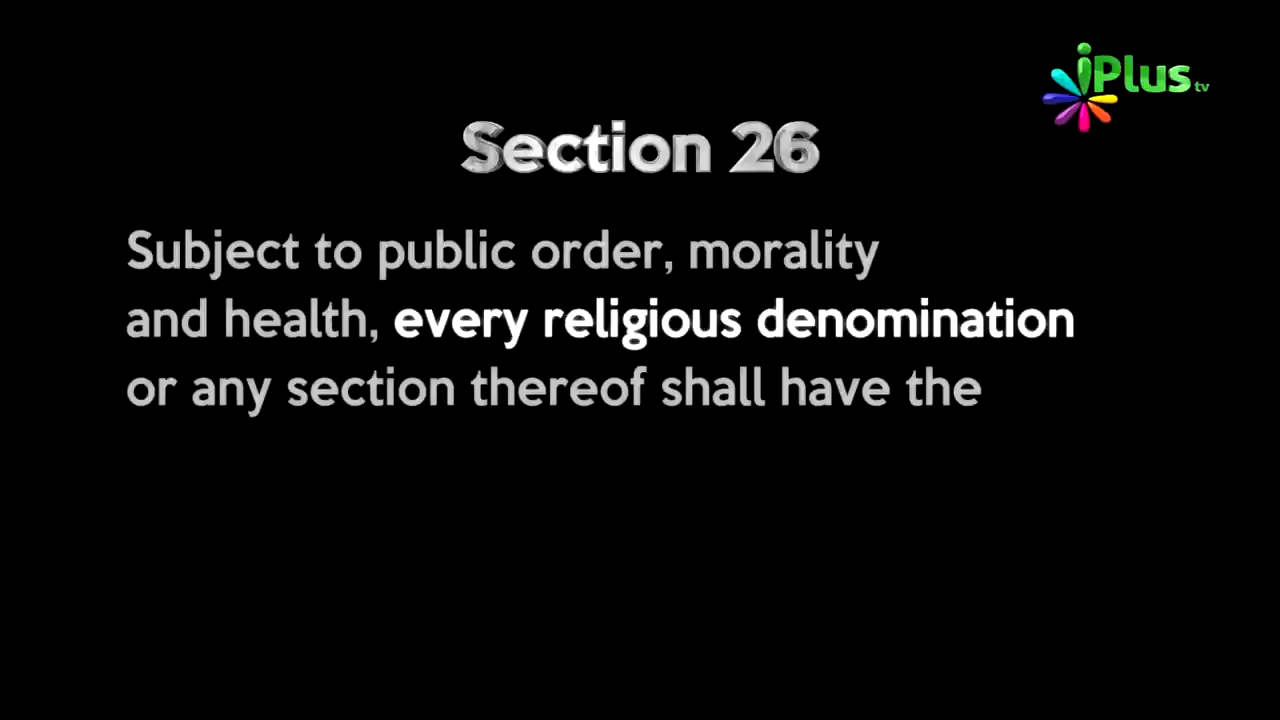 iPlus tv
Section 26
Subject to public order, morality
and health, every religious denomination
or any section thereof shall have the